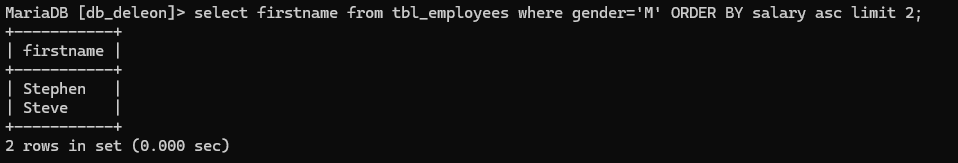 MariaDB [db_deleon]> select firstname from tbl_employees where gender='M' ORDER BY salary asc limit 2;
+-----------+
| firstname |
+-----------+
| Stephen   |
| Steve     |
+-----------+
2 rows in set (0.000 sec)